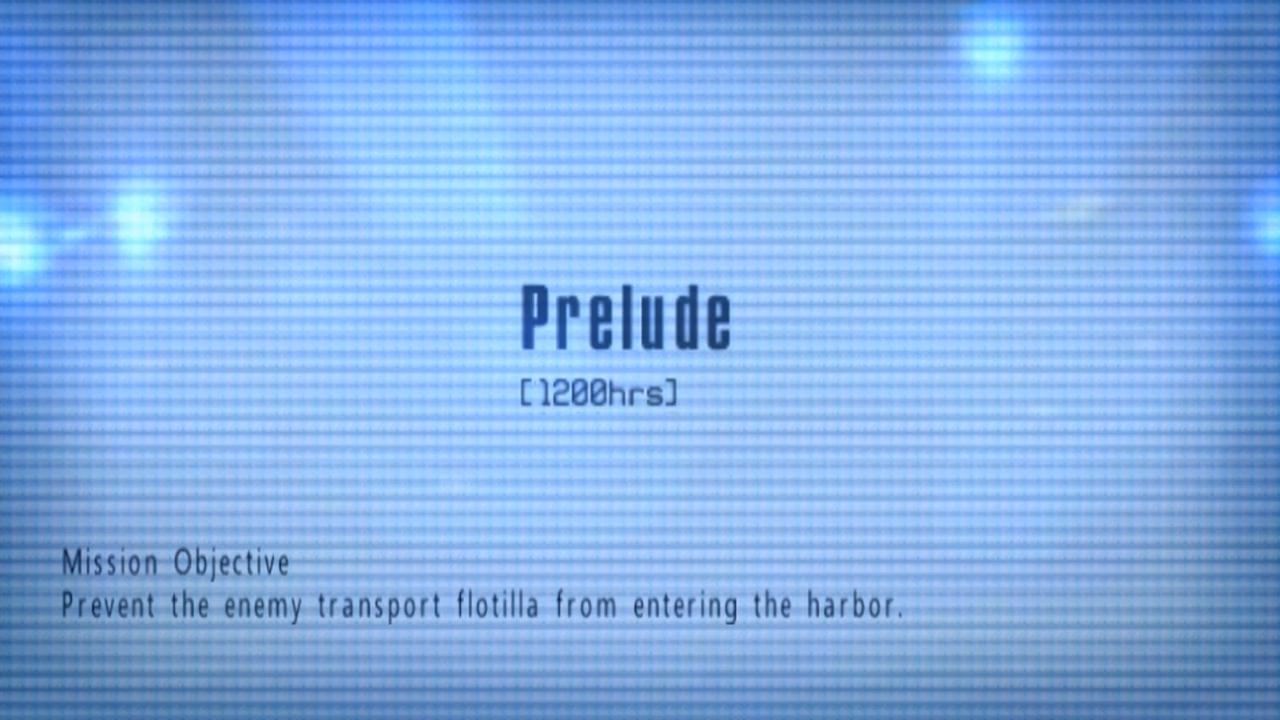 Prelude
[1200hrs]
Mission Objective
Prevent the enemy transport flotilla from entering the harbor.